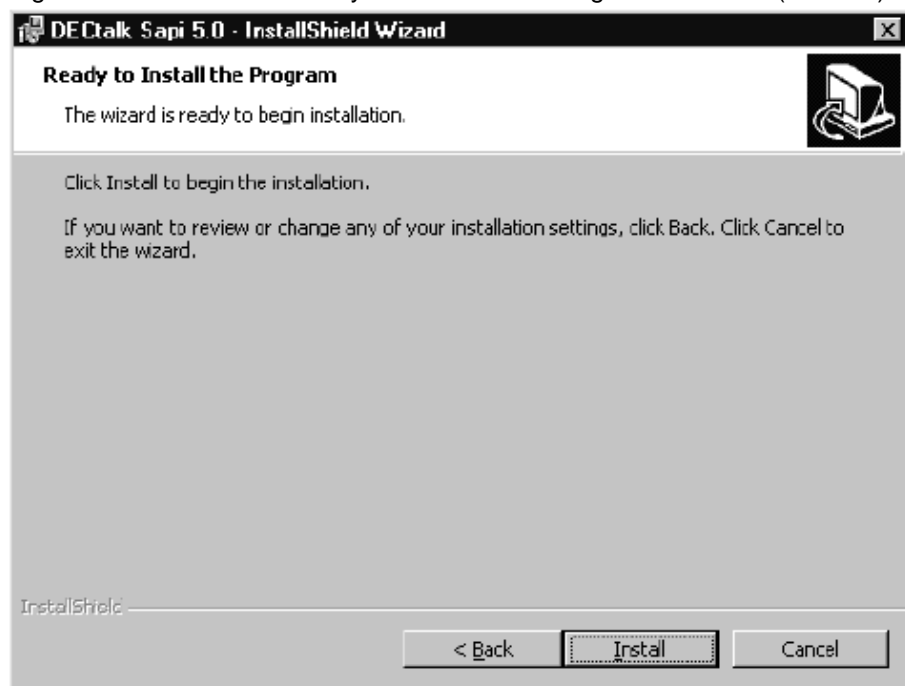 DECtalk Sapi 5.0 - InstallShield Wizard
Ready to Install the Program
The wizard is ready to begin installation.
Click Install to begin the installation.
If you want to review or change any of your installation settings, click Back. Click Cancel to
exit the wizard.
InstallShield
< Back
Install
Cancel